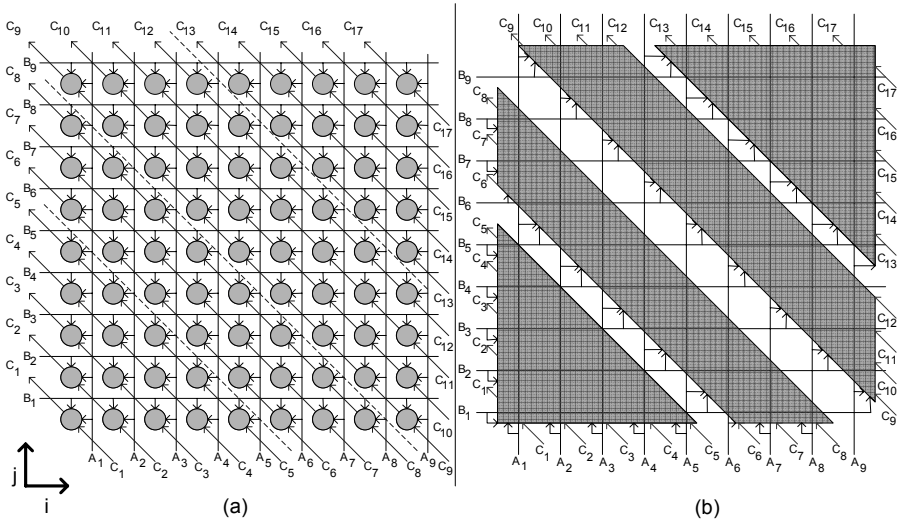 C9 C10 C11 C12 C13 C14 C15 C16 C17
B9
C8
B8
C7
B7
C6
B6
C5
B5
C4
B4
C3
B3
C2
B2
C1
B1
C17
C16
C15
C14
C13
C12
C11
C10
A1 C1 A2 C2 A3 C3 A4 C4 A5 C5 A6 C6 A7 C7 A8 C8 A9 C9
j
i
(a)
C9 C10 C11 C12 C13 C14 C15 C16 C17
B9
C8
B8
C7
B7
C6
B6
C5
B5
C4
B4
C3
B3
C2
B2
C1
B1
C17
C16
C15
C14
C13
C12
C11
C10
C9
A1 C1 A2 C2 A3 C3 A4 C4 A5 C5 A6 C6 A7 C7 A8 C8 A9
(b)